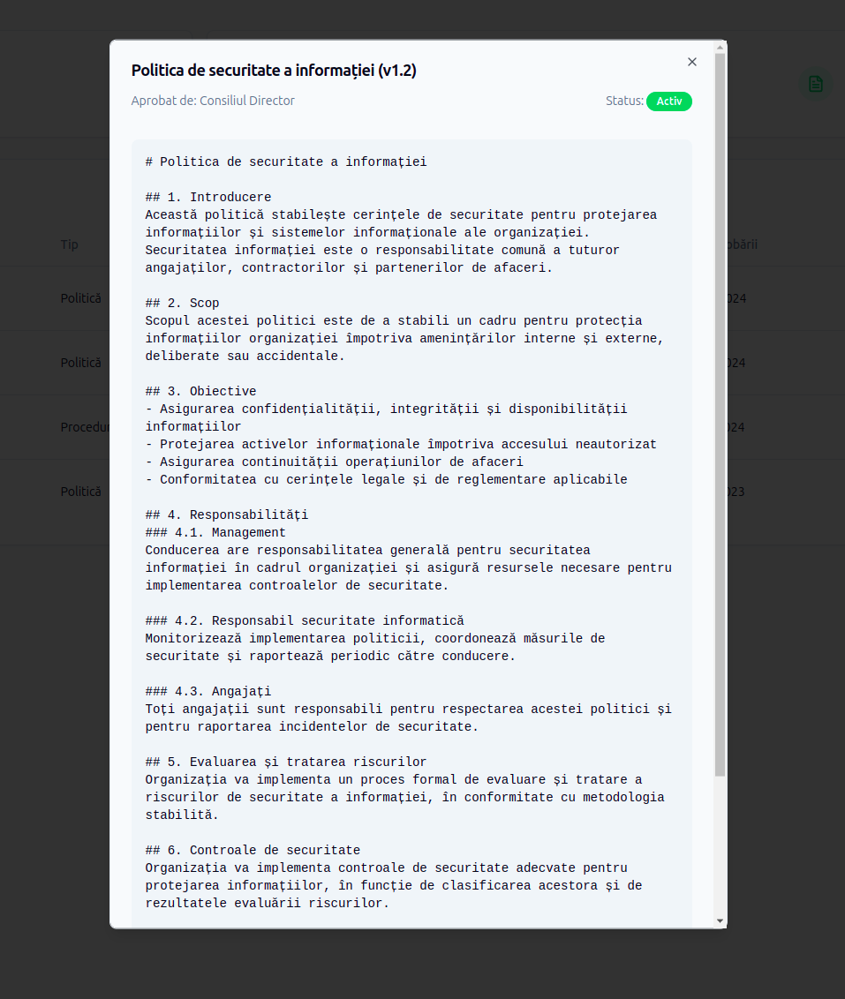 Politica de securitate a informației (v1.2)
Aprobat de: Consiliul Director
Status: Activ
# Politica de securitate a informației
## 1. Introducere
Această politică stabilește cerințele de securitate pentru protejarea
informațiilor și sistemelor informaționale ale organizației.
Securitatea informației este o responsabilitate comună a tuturor
angajaților, contractorilor și partenerilor de afaceri.
## 2. Scop
Scopul acestei politici este de a stabili un cadru pentru protecția
informațiilor organizației împotriva amenințărilor interne și externe,
deliberate sau accidentale.
## 3. Obiective
- Asigurarea confidențialității, integrității și disponibilității
informațiilor
- Protejarea activelor informaționale împotriva accesului neautorizat
- Asigurarea continuității operațiunilor de afaceri
- Conformitatea cu cerințele legale și de reglementare aplicabile
## 4. Responsabilități
### 4.1. Management
Conducerea are responsabilitatea generală pentru securitatea
informației în cadrul organizației și asigură resursele necesare pentru
implementarea controalelor de securitate.
### 4.2. Responsabil securitate informatică
Monitorizează implementarea politicii, coordonează măsurile de
securitate și raportează periodic către conducere.
### 4.3. Angajați
Toți angajații sunt responsabili pentru respectarea acestei politici și
pentru raportarea incidentelor de securitate.
## 5. Evaluarea și tratarea riscurilor
Organizația va implementa un proces formal de evaluare și tratare a
riscurilor de securitate a informației, în conformitate cu metodologia
stabilită.
## 6. Controale de securitate
Organizația va implementa controale de securitate adecvate pentru
protejarea informațiilor, în funcție de clasificarea acestora și de
rezultatele evaluării riscurilor.
Tip
Politică
Politică
Politică